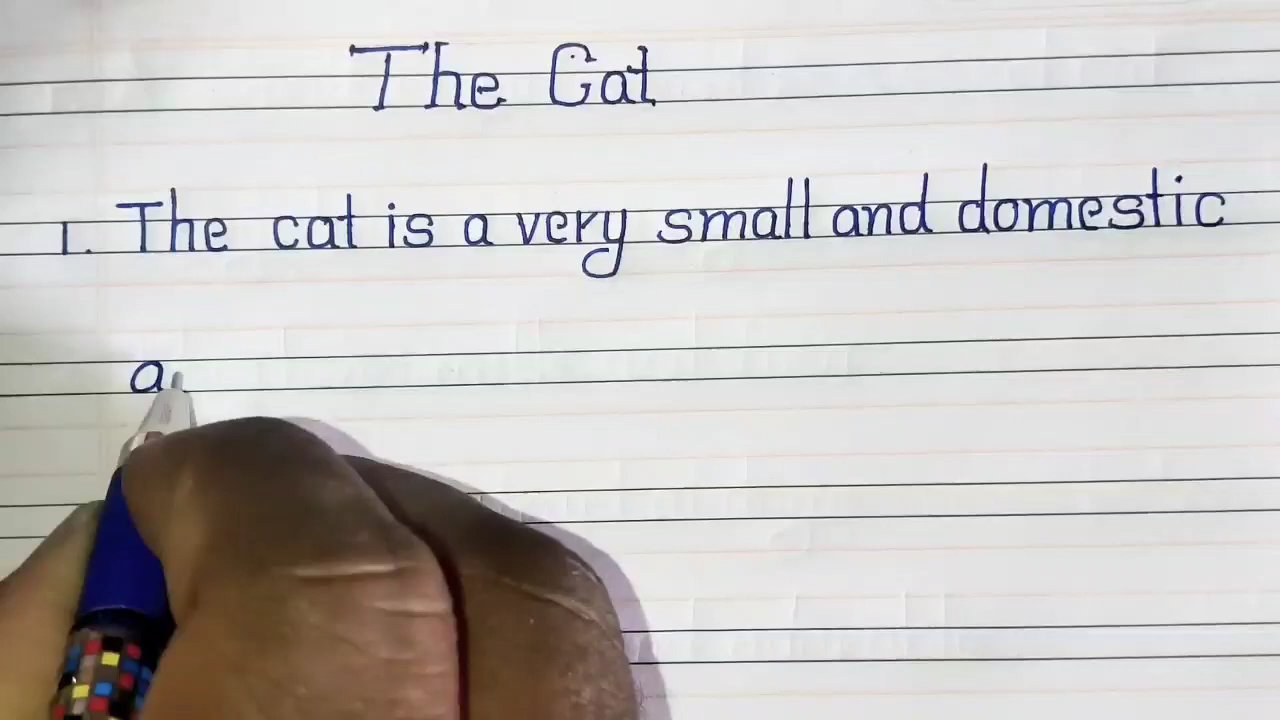 The Cat
1. The cat is a very small and domestic
a